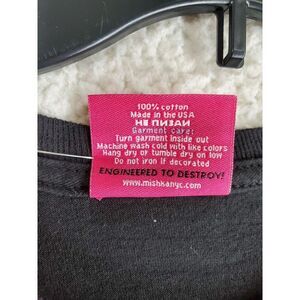 100% cotton
Made in the USA
НЕ ПИЗАИ
Garment care:
Turn garment inside out
Machine wash cold with like colors
Hang dry or tumble dry on low
Do not iron if decorated
ENGINEERED TO DESTROY!
www.mishkanyc.com